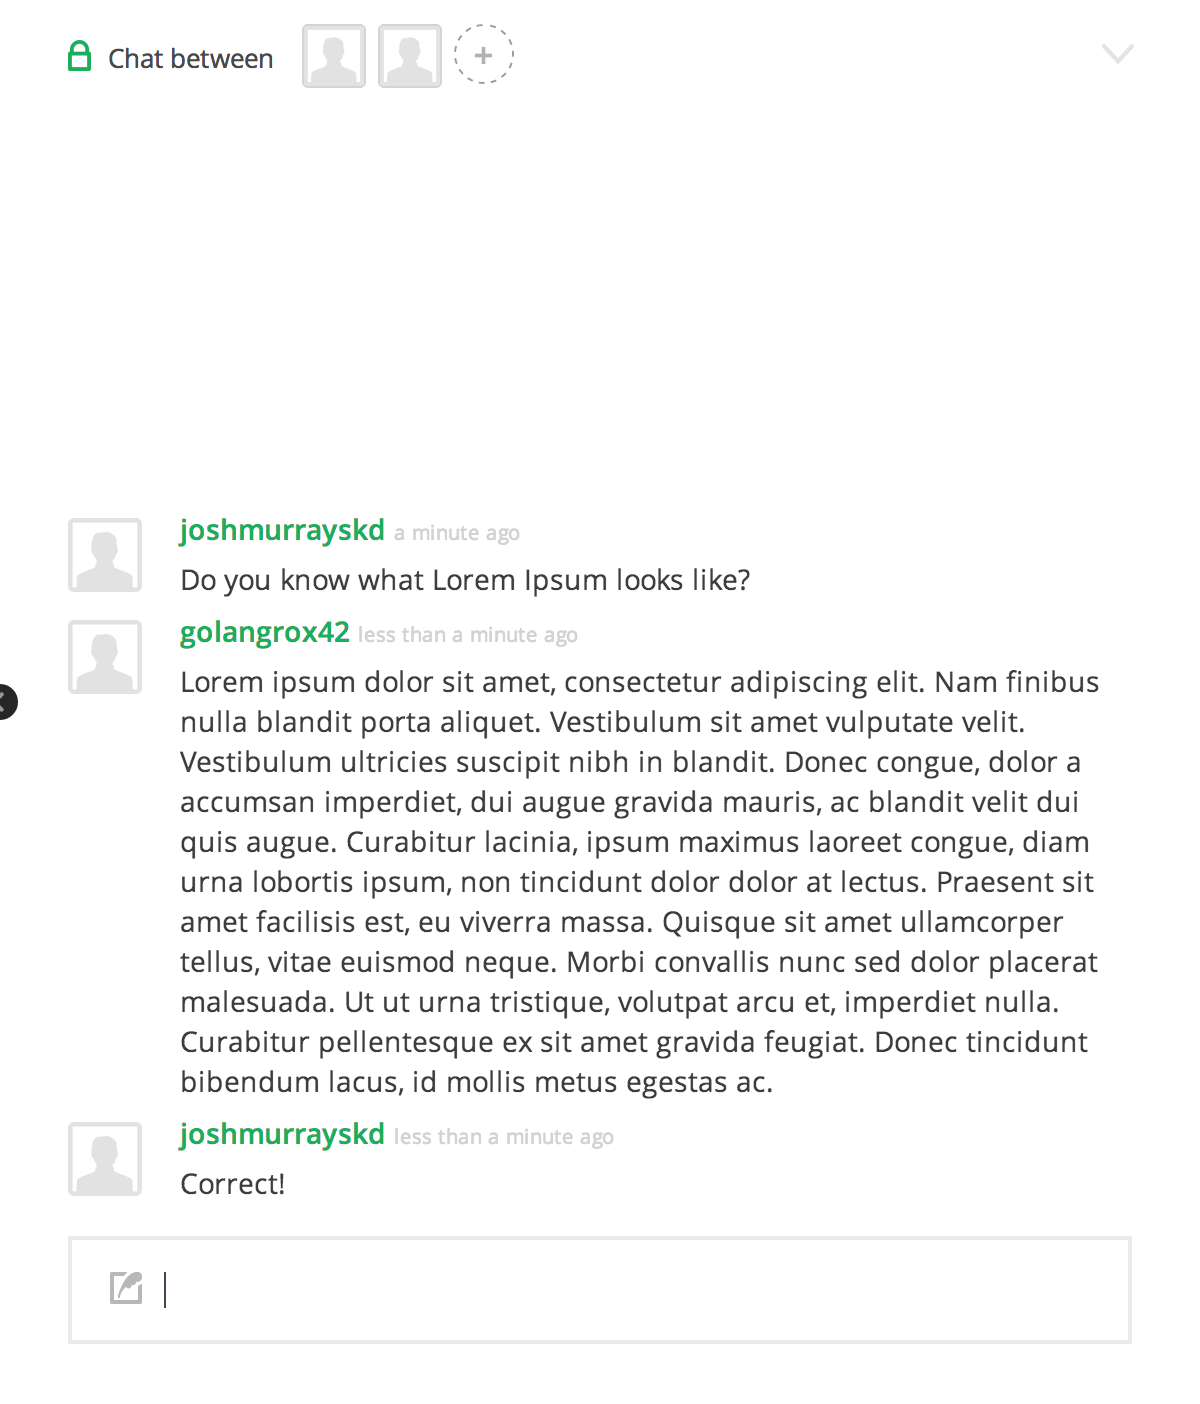 Chat between
joshmurrayskd a minute ago
Do you know what Lorem Ipsum looks like?
golangrox42 less than a minute ago
Lorem ipsum dolor sit amet, consectetur adipiscing elit. Nam finibus
nulla blandit porta aliquet. Vestibulum sit amet vulputate velit.
Vestibulum ultricies suscipit nibh in blandit. Donec congue, dolor a
accumsan imperdiet, dui augue gravida mauris, ac blandit velit dui
quis augue. Curabitur lacinia, ipsum maximus laoreet congue, diam
urna lobortis ipsum, non tincidunt dolor dolor at lectus. Praesent sit
amet facilisis est, eu viverra massa. Quisque sit amet ullamcorper
tellus, vitae euismod neque. Morbi convallis nunc sed dolor placerat
malesuada. Ut ut urna tristique, volutpat arcu et, imperdiet nulla.
Curabitur pellentesque ex sit amet gravida feugiat. Donec tincidunt
bibendum lacus, id mollis metus egestas ac.
joshmurrayskd less than a minute ago
Correct!